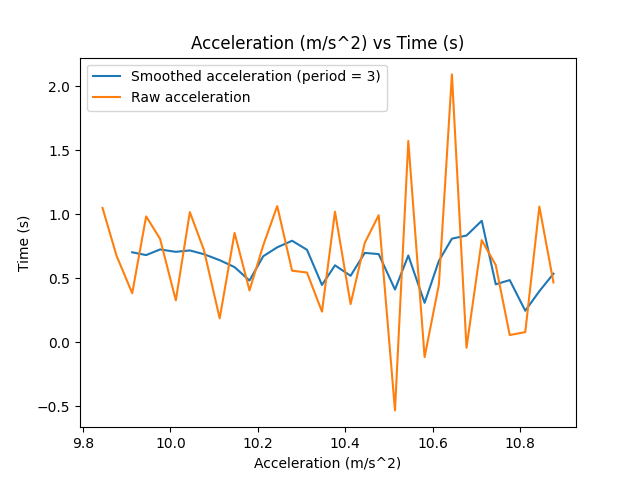 Acceleration (m/s^2) vs Time (s)
Smoothed acceleration (period = 3)
Raw acceleration
2.0
1.5
1.0
0.5
0.0
−0.5
Time (s)
9.8 10.0 10.2 10.4 10.6 10.8
Acceleration (m/s^2)